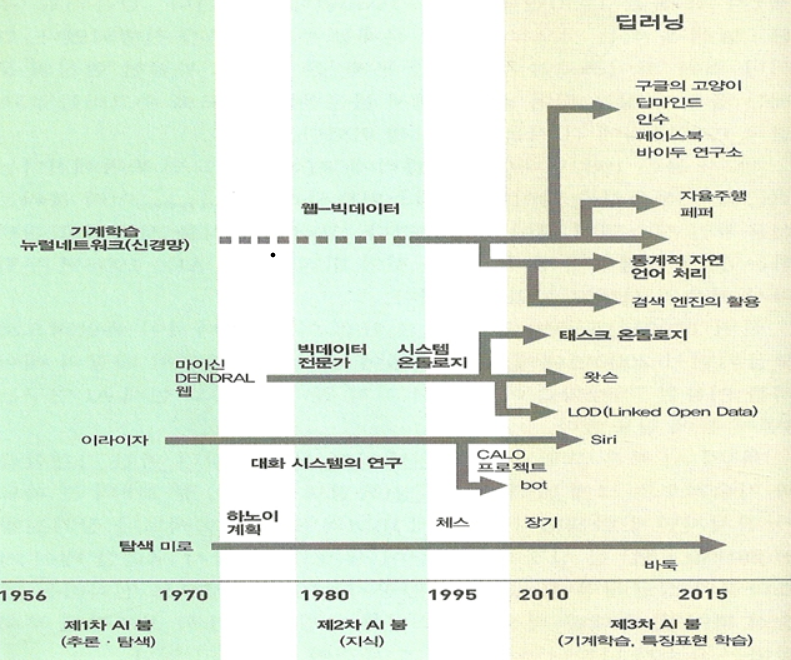 딥러닝
구글의 고양이
딥마인드
인수
페이스북
바이두 연구소
자율주행
페퍼
웹-빅데이터
기계학습
뉴럴네트워크(신경망)
통계적 자연
언어 처리
검색 엔진의 활용
태스크 온톨로지
빅데이터
전문가
시스템
온톨로지
마이신
DENDRAL
웹
왓슨
LOD(Linked Open Data)
이라이자
Siri
대화 시스템의 연구
CALO
프로젝트
bot
하노이
계획
체스
장기
탐색 미로
바둑
1956
1970
1980
1995
2010
2015
제1차 AI 붐
(추론 · 탐색)
제2차 AI 붐
(지식)
제3차 AI 붐
(기계학습, 특징표현 학습)